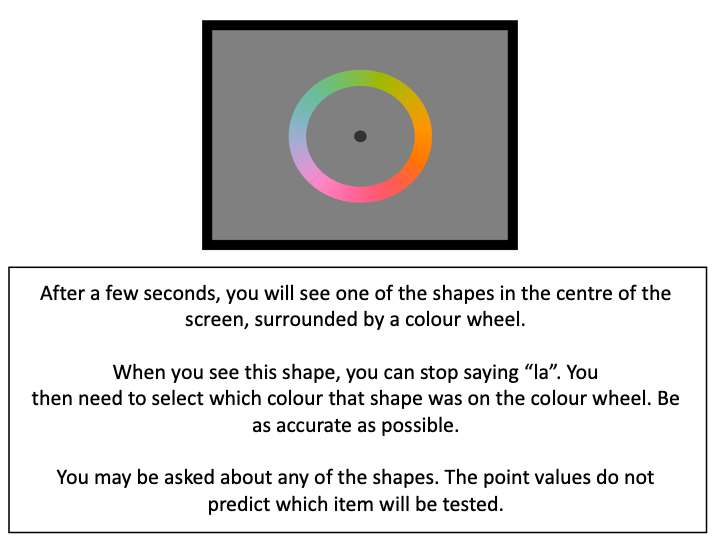 After a few seconds, you will see one of the shapes in the centre of the
screen, surrounded by a colour wheel.
When you see this shape, you can stop saying “la”. You
then need to select which colour that shape was on the colour wheel. Be
as accurate as possible.
You may be asked about any of the shapes. The point values do not
predict which item will be tested.